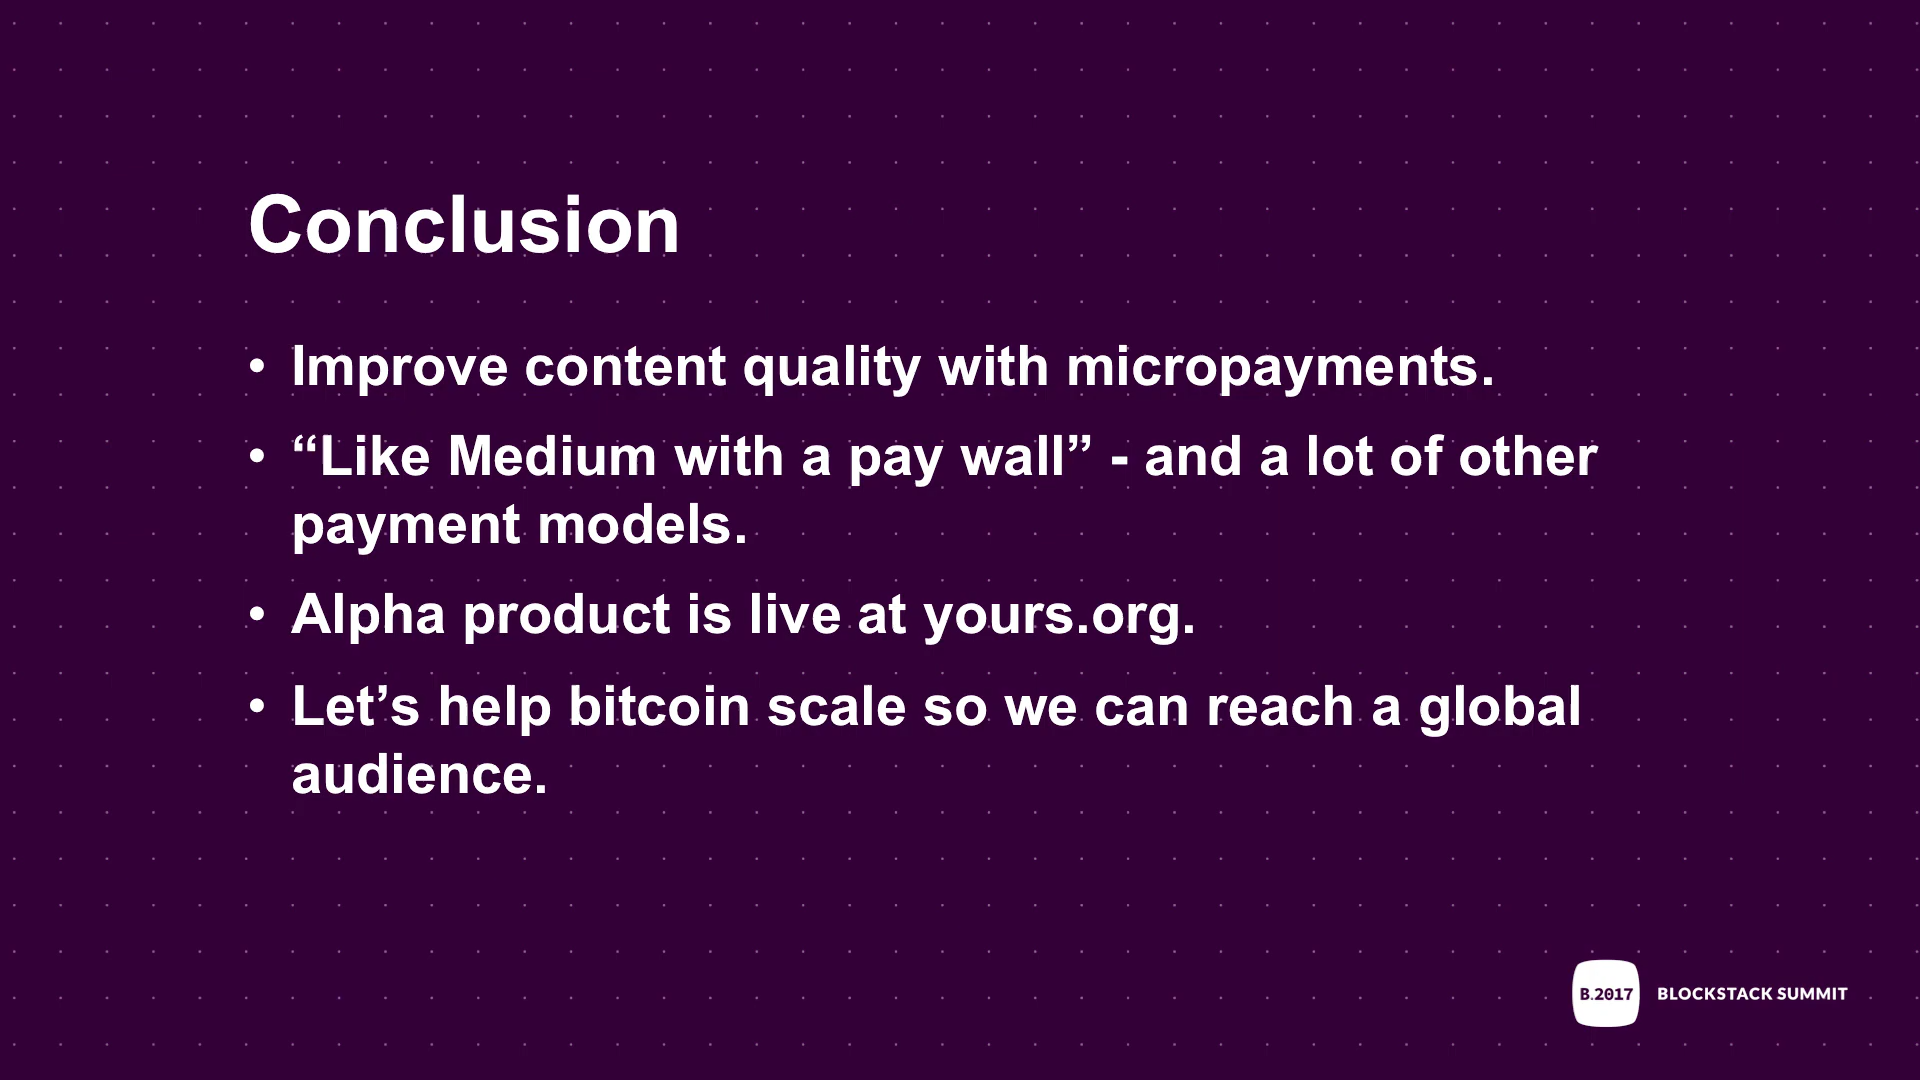 Conclusion
• Improve content quality with micropayments.
• “Like Medium with a pay wall” - and a lot of other
payment models.
• Alpha product is live at yours.org.
• Let’s help bitcoin scale so we can reach a global
audience.
B.2017 BLOCKSTACK SUMMIT